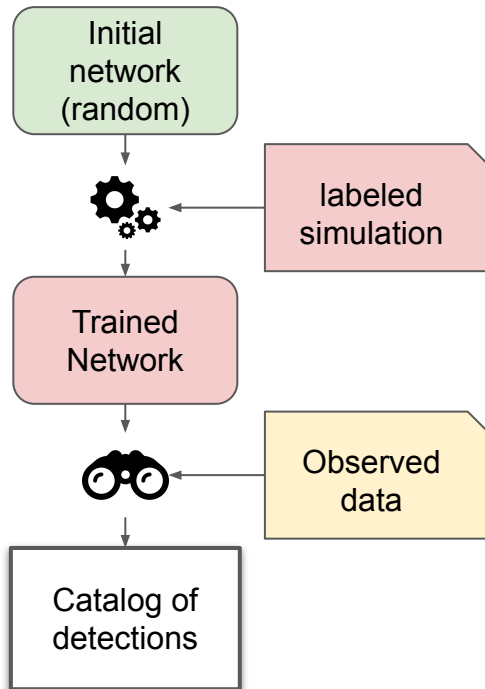 Initial
network
(random)
labeled
simulation
Trained
Network
Observed
data
Catalog of
detections